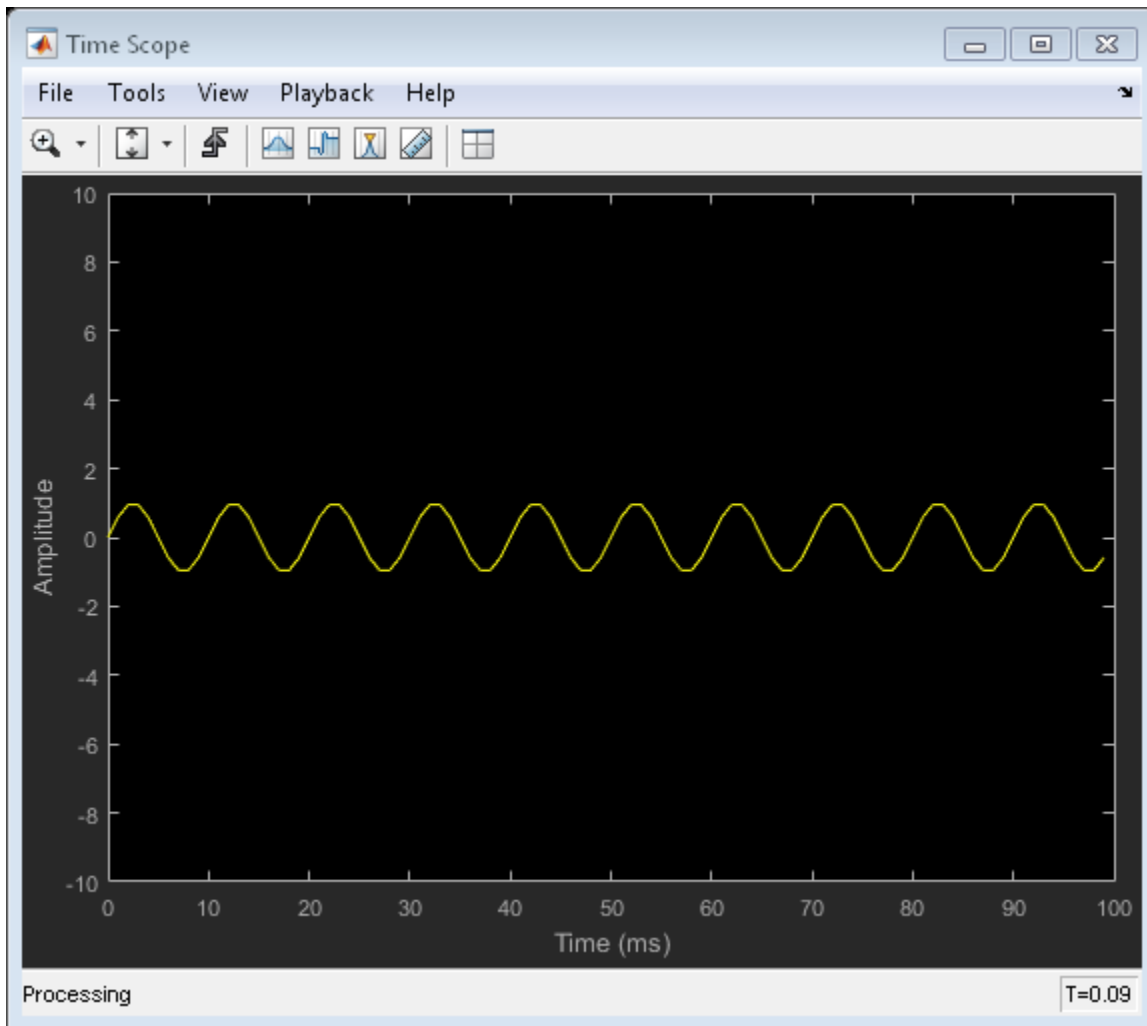 Time Scope
File Tools View Playback Help
10
8
6
4
2
0
-2
-4
-6
-8
-10
Amplitude
0 10 20 30 40 50 60 70 80 90 100
Time (ms)
Processing T=0.09